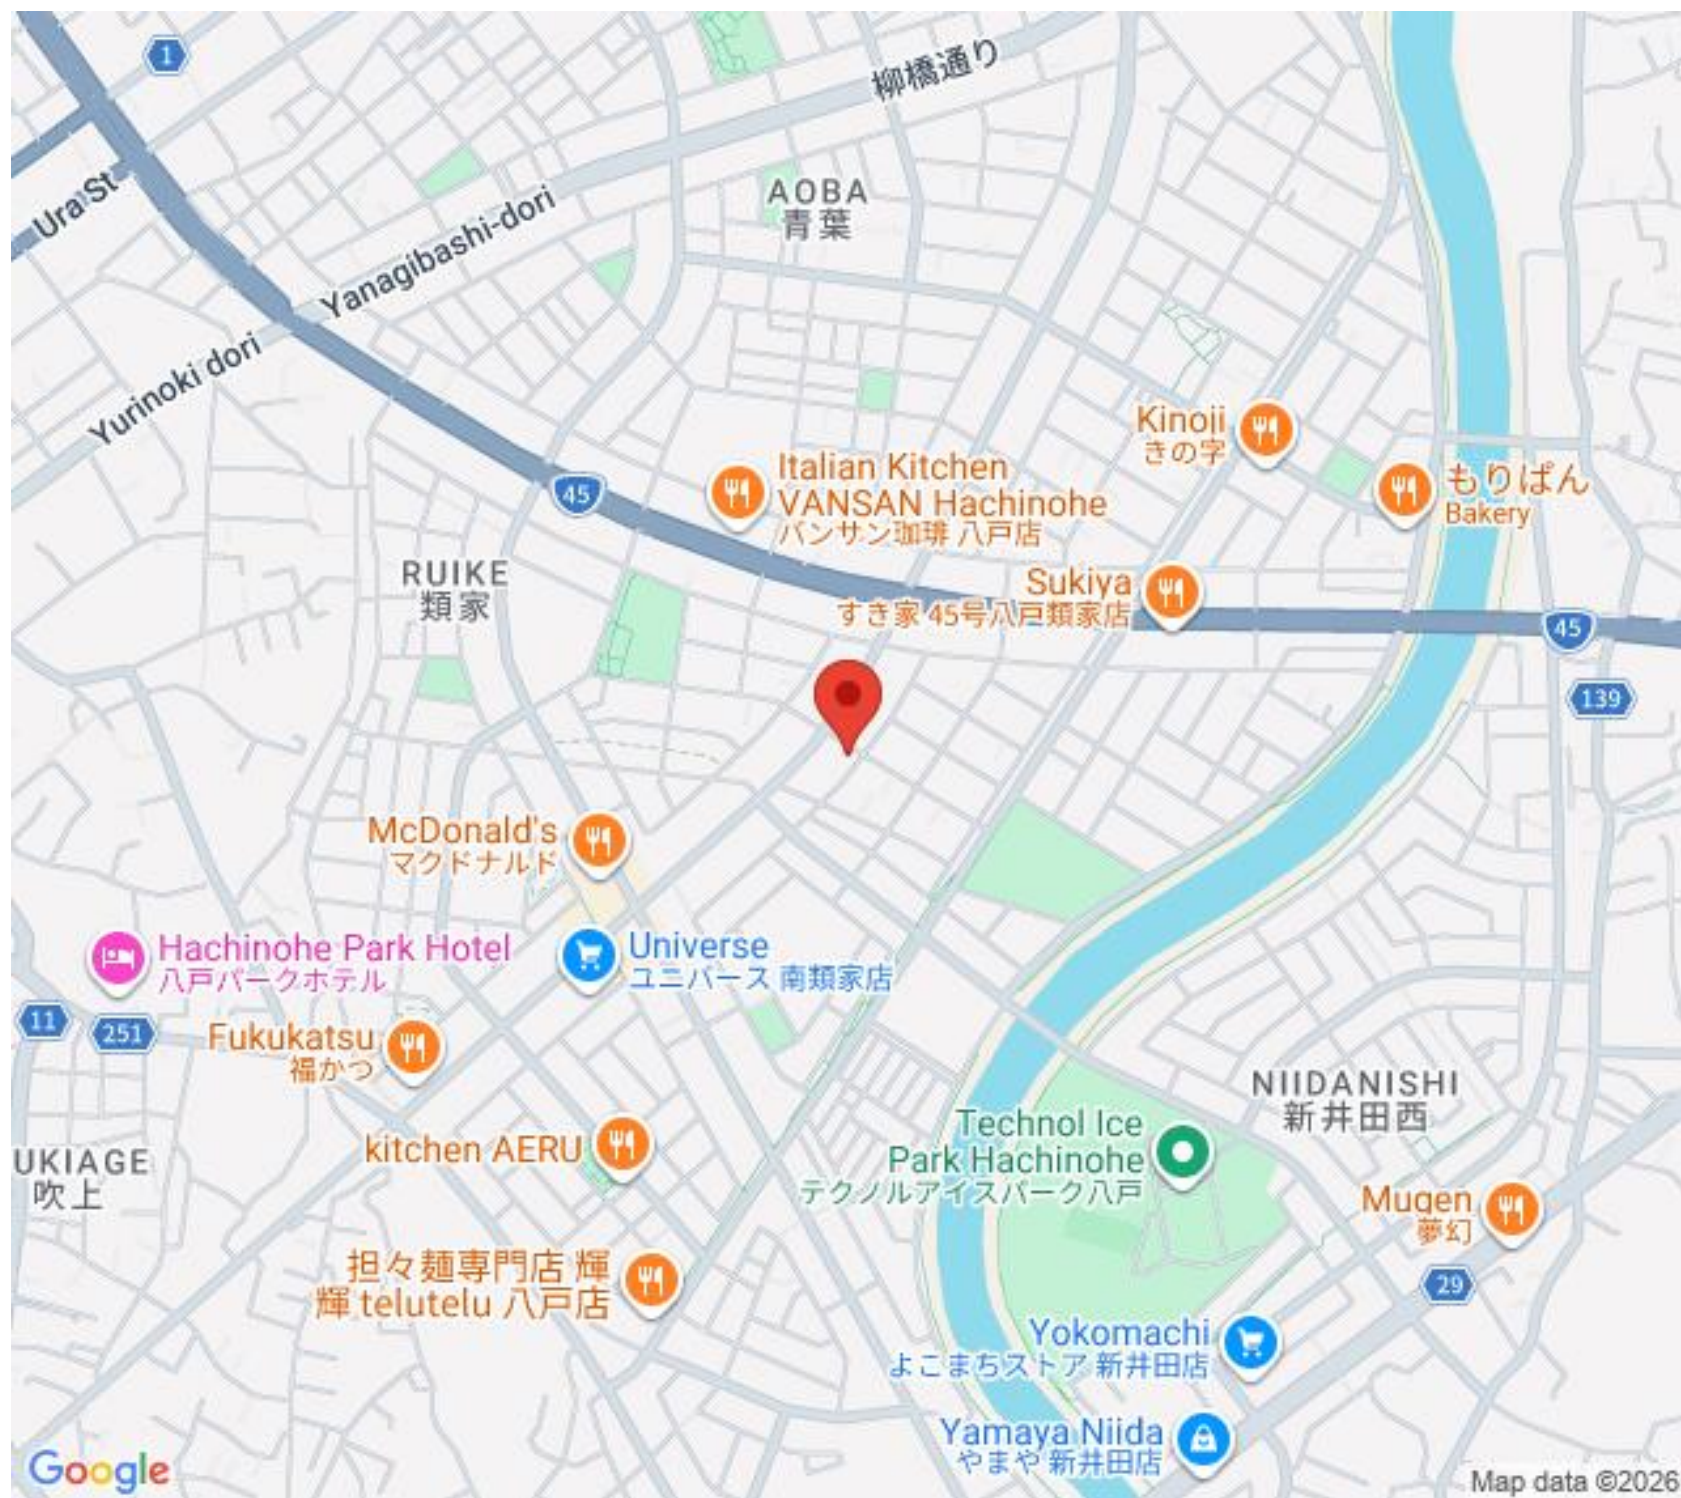 1
柳橋通り
Ura St
AOBA
青葉
Yanagibashi-dori
Yurinoki dori
Kinoji
きの字
Italian Kitchen
VANSAN Hachinohe
バンサン珈琲 八戸店
45
もりぱん
Bakery
RUIKE
類家
Sukiya
すき家 45号八戸類家店
45
139
McDonald's
マクドナルド
Hachinohe Park Hotel
八戸パークホテル
Universe
ユニバース 南類家店
11
251
Fukukatsu
福かつ
NIIDANISHI
新井田西
Technol Ice
Park Hachinohe
テクノルアイスパーク八戸
kitchen AERU
UKIAGE
吹上
Mugen
夢幻
担々麺専門店 輝
輝 telutelu 八戸店
29
Yokomachi
よこまちストア 新井田店
Yamaya Niida
やまや 新井田店
Google
Map data ©2026